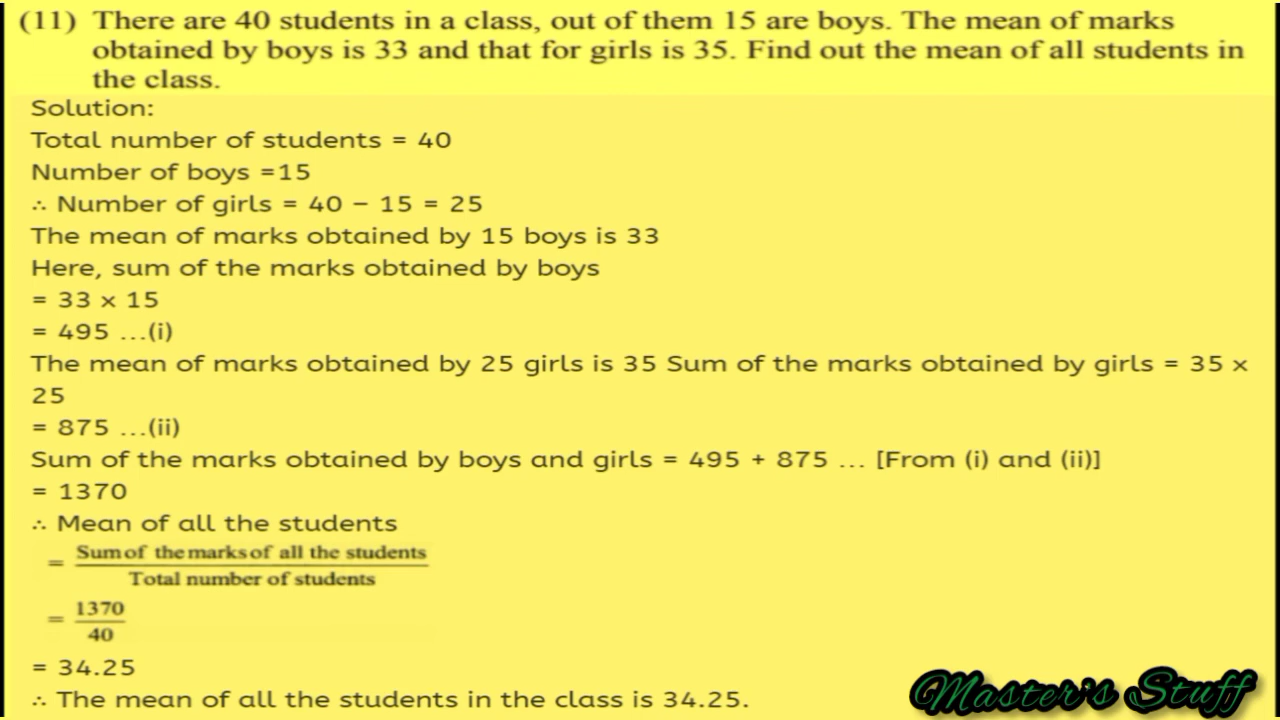 (11) There are 40 students in a class, out of them 15 are boys. The mean of marks
obtained by boys is 33 and that for girls is 35. Find out the mean of all students in
the class.
Solution:
Total number of students = 40
Number of boys =15
∴ Number of girls = 40 – 15 = 25
The mean of marks obtained by 15 boys is 33
Here, sum of the marks obtained by boys
= 33 x 15
= 495 …(i)
The mean of marks obtained by 25 girls is 35 Sum of the marks obtained by girls = 35 x
25
= 875 …(ii)
Sum of the marks obtained by boys and girls = 495 + 875 … [From (i) and (ii)]
= 1370
∴ Mean of all the students
= Sum of the marks of all the students
Total number of students
= 1370
40
= 34.25
∴ The mean of all the students in the class is 34.25.
Master's Stuff